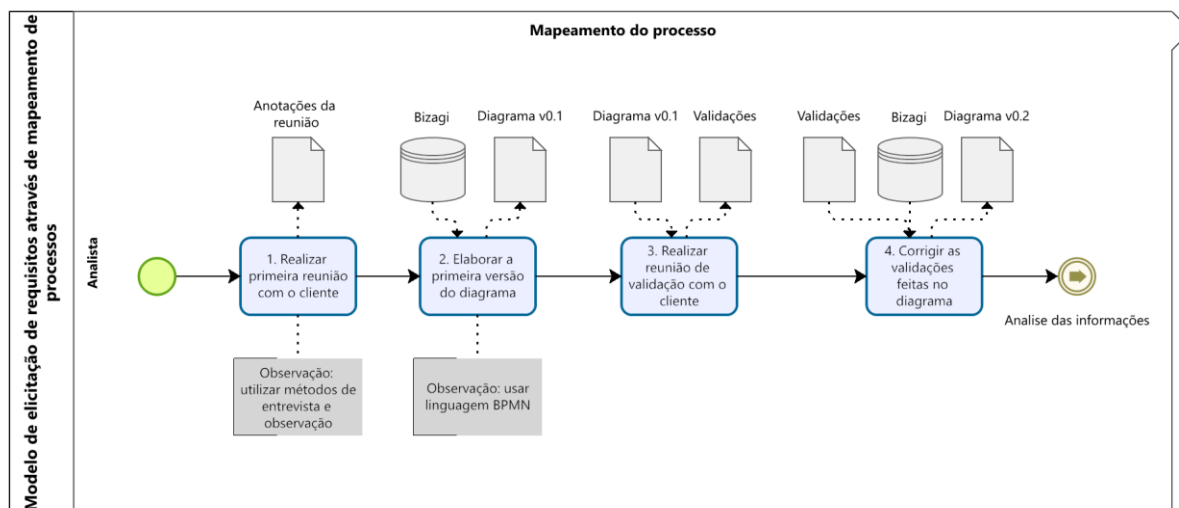 Modelo de elicitação de requisitos através de mapeamento de
processos
Analista
Mapeamento do processo
Anotações da
reunião
Bizagi
Diagrama v0.1
Diagrama v0.1
Validações
Validações
Bizagi
Diagrama v0.2
1. Realizar
primeira reunião
com o cliente
2. Elaborar a
primeira versão
do diagrama
3. Realizar
reunião de
validação com o
cliente
4. Corrigir as
validações
feitas no
diagrama
Analise das informações
Observação:
utilizar métodos de
entrevista e
observação
Observação: usar
linguagem BPMN